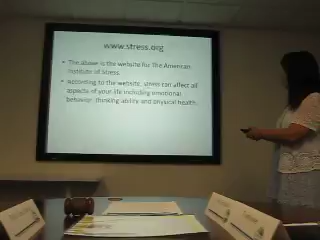 www.stress.org
• The above is the website for The American
Institute of Stress.
• According to the website, stress can affect all
aspects of your life including emotional
behavior, thinking ability and physical health.